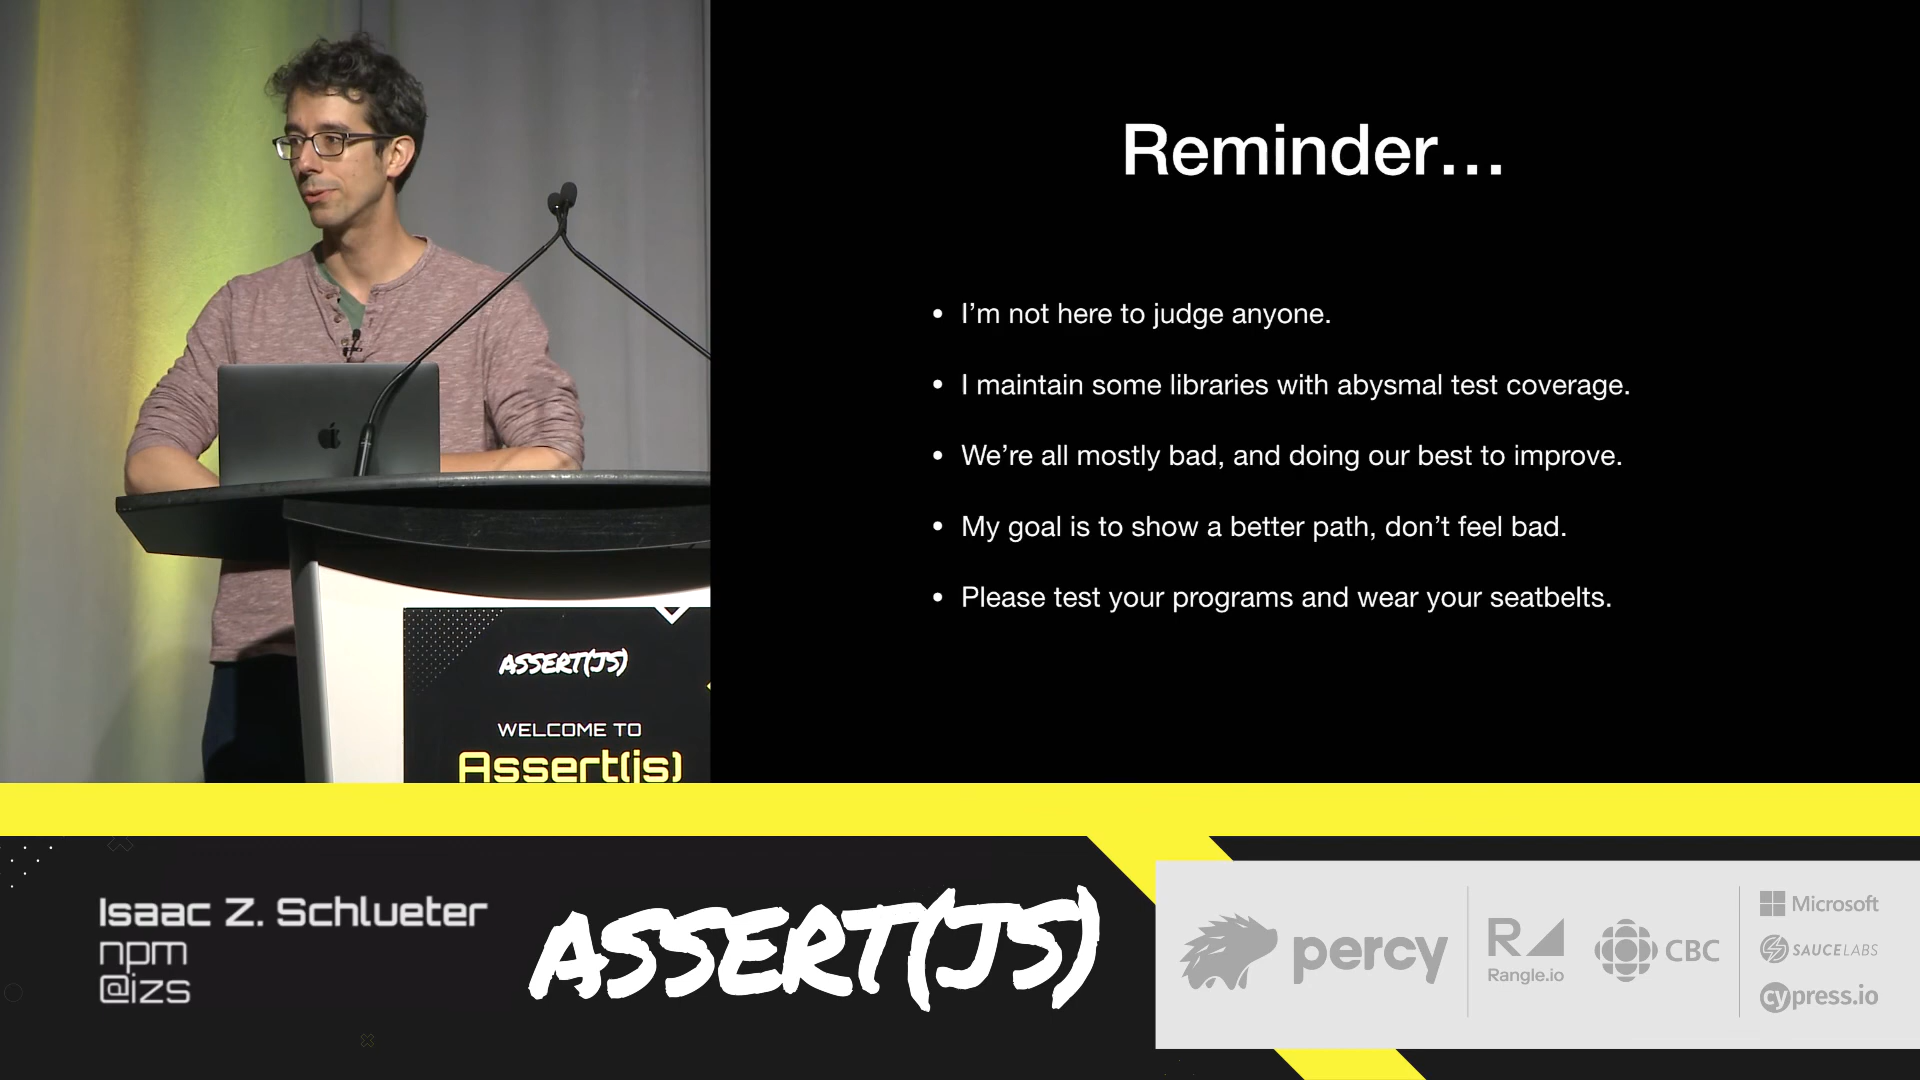 Reminder…
• I’m not here to judge anyone.
• I maintain some libraries with abysmal test coverage.
• We’re all mostly bad, and doing our best to improve.
• My goal is to show a better path, don’t feel bad.
• Please test your programs and wear your seatbelts.
ASSERT(JS)
WELCOME TO
Assert(js)
Isaac Z. Schlueter
npm
@izs
ASSERT(JS)
percy
R
Rangle.io
CBC
Microsoft
SAUCELABS
cypress.io